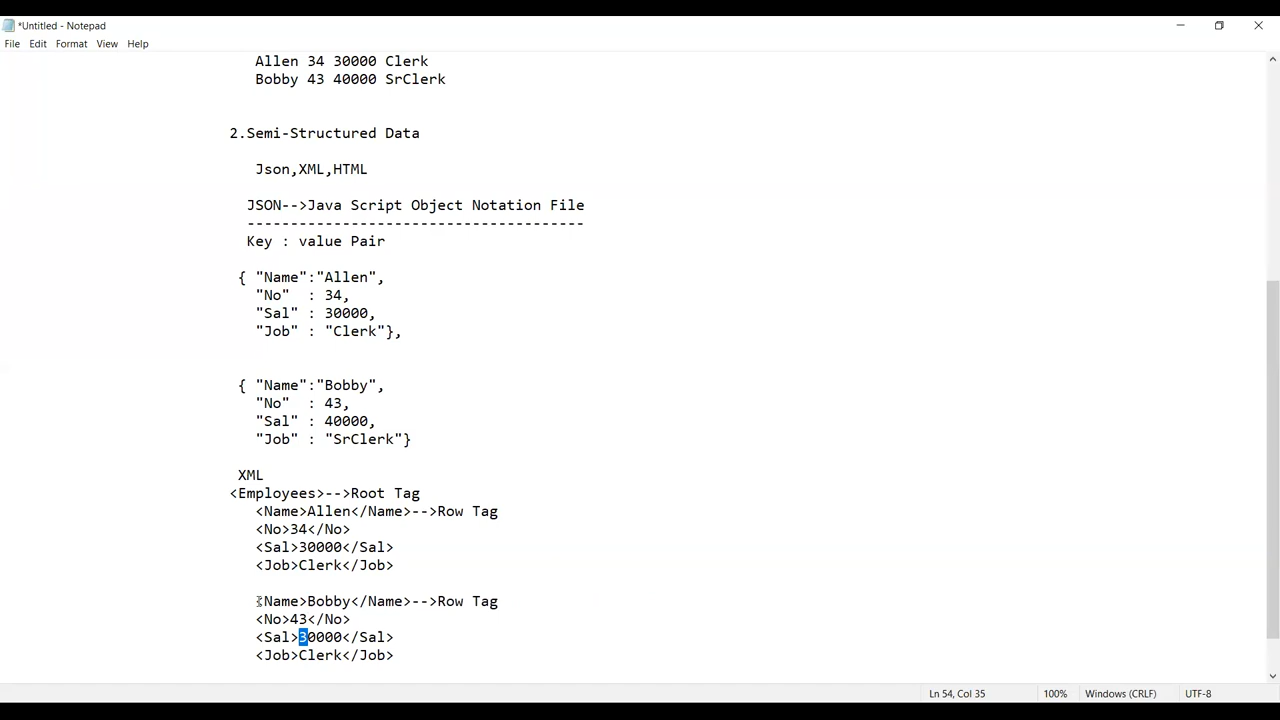 *Untitled - Notepad
File Edit Format View Help
Allen 34 30000 Clerk
Bobby 43 40000 SrClerk
2.Semi-Structured Data
Json,XML,HTML
JSON-->Java Script Object Notation File
---------------------------------------
Key : value Pair
{ "Name":"Allen",
"No" : 34,
"Sal" : 30000,
"Job" : "Clerk"},
{ "Name":"Bobby",
"No" : 43,
"Sal" : 40000,
"Job" : "SrClerk"}
XML
<Employees>-->Root Tag
<Name>Allen</Name>-->Row Tag
<No>34</No>
<Sal>30000</Sal>
<Job>Clerk</Job>
<Name>Bobby</Name>-->Row Tag
<No>43</No>
<Sal>30000</Sal>
<Job>Clerk</Job>
Ln 54, Col 35 100% Windows (CRLF) UTF-8